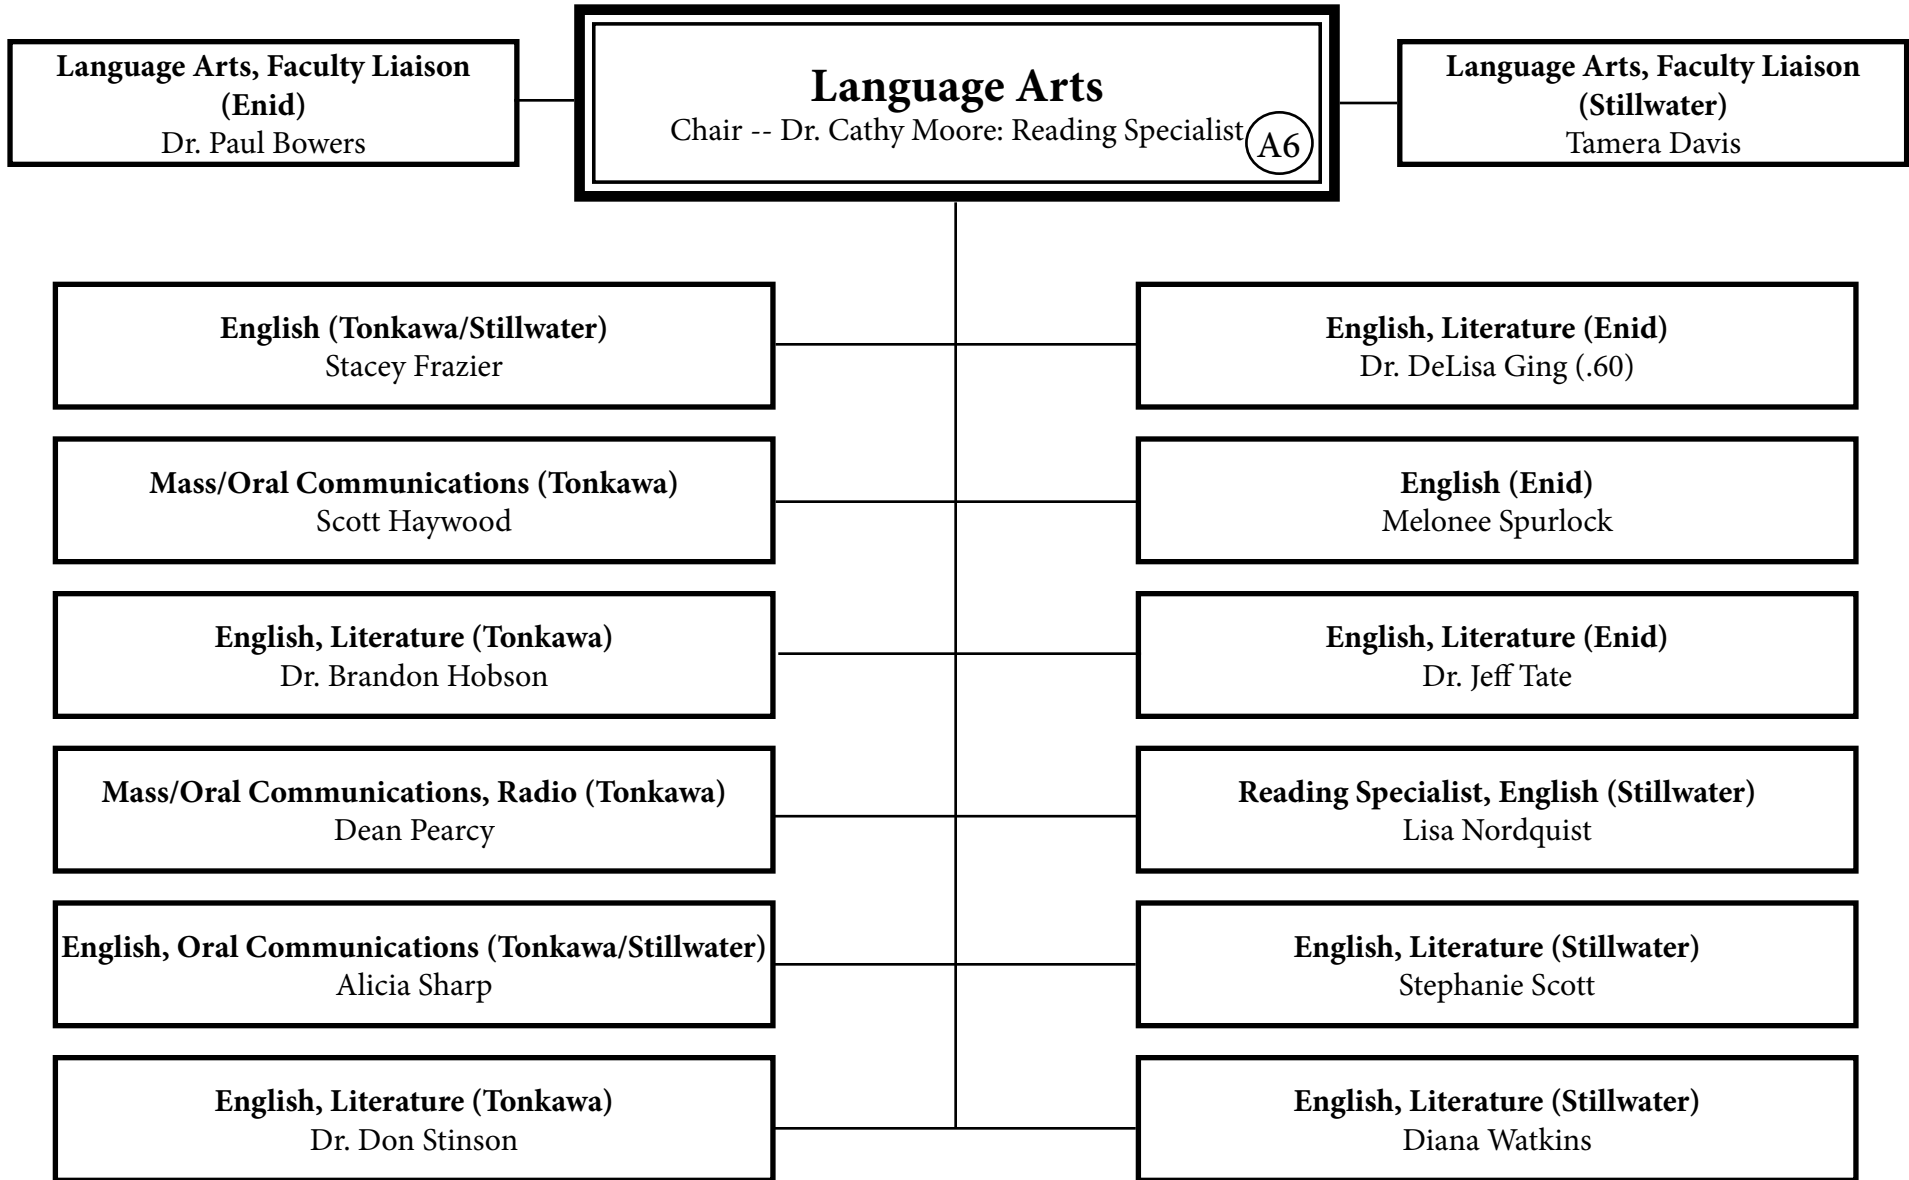 Language Arts, Faculty Liaison
(Enid)
Dr. Paul Bowers
Language Arts
Chair -- Dr. Cathy Moore: Reading Specialist
A6
Language Arts, Faculty Liaison
(Stillwater)
Tamera Davis
English (Tonkawa/Stillwater)
Stacey Frazier
English, Literature (Enid)
Dr. DeLisa Ging (.60)
Mass/Oral Communications (Tonkawa)
Scott Haywood
English (Enid)
Melonee Spurlock
English, Literature (Tonkawa)
Dr. Brandon Hobson
English, Literature (Enid)
Dr. Jeff Tate
Mass/Oral Communications, Radio (Tonkawa)
Dean Pearcy
Reading Specialist, English (Stillwater)
Lisa Nordquist
English, Oral Communications (Tonkawa/Stillwater)
Alicia Sharp
English, Literature (Stillwater)
Stephanie Scott
English, Literature (Tonkawa)
Dr. Don Stinson
English, Literature (Stillwater)
Diana Watkins